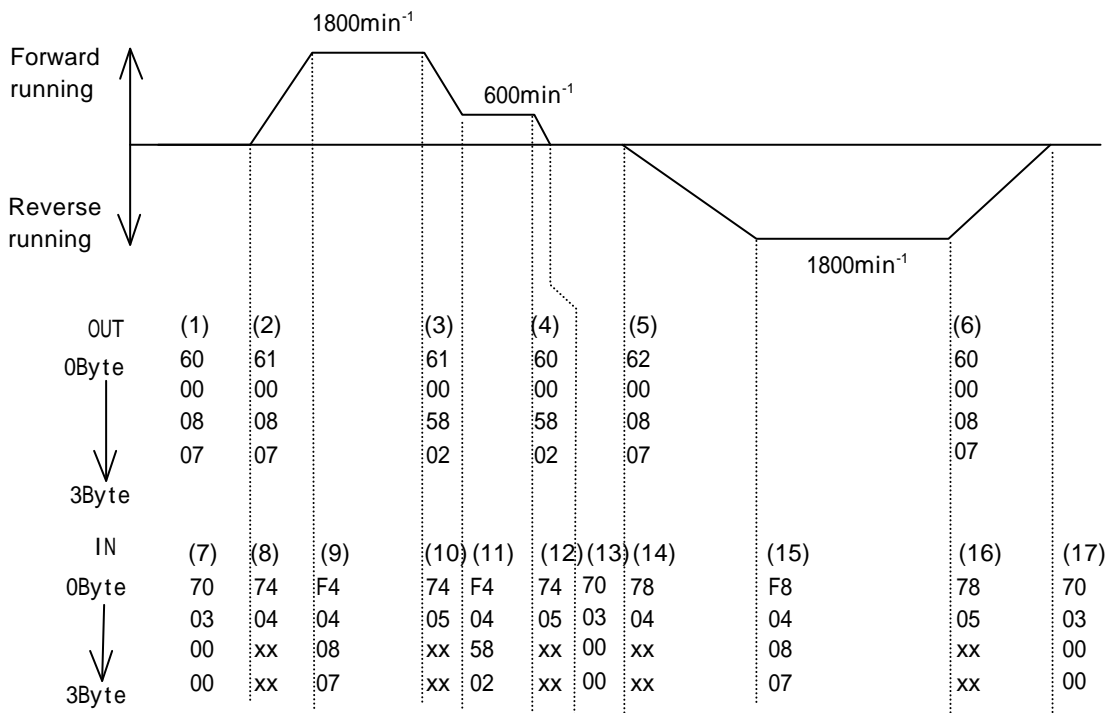 1800min⁻¹
Forward
running
600min⁻¹
Reverse
running
1800min⁻¹
OUT (1) (2) (3) (4) (5) (6)
0Byte 60 61 61 60 62 60
00 00 00 00 00 00
08 08 58 58 08 08
07 07 02 02 07 07
3Byte
IN (7) (8) (9) (10) (11) (12) (13) (14) (15) (16) (17)
0Byte 70 74 F4 74 F4 74 70 78 F8 78 70
03 04 04 05 04 05 03 04 04 05 03
00 xx 08 xx 58 xx 00 xx 08 xx 00
3Byte 00 xx 07 xx 02 xx 00 xx 07 xx 00